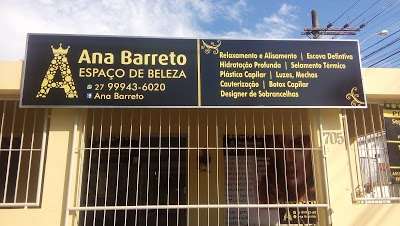 Ana Barreto
ESPAÇO DE BELEZA
27 99943-6020
Ana Barreto
Relaxamento e Alisamento | Escova Definitiva
Hidratação Profunda | Selamento Térmico
Plástica Capilar | Luzes, Mechas
Cauterização | Botox Capilar
Designer de Sobrancelhas
705